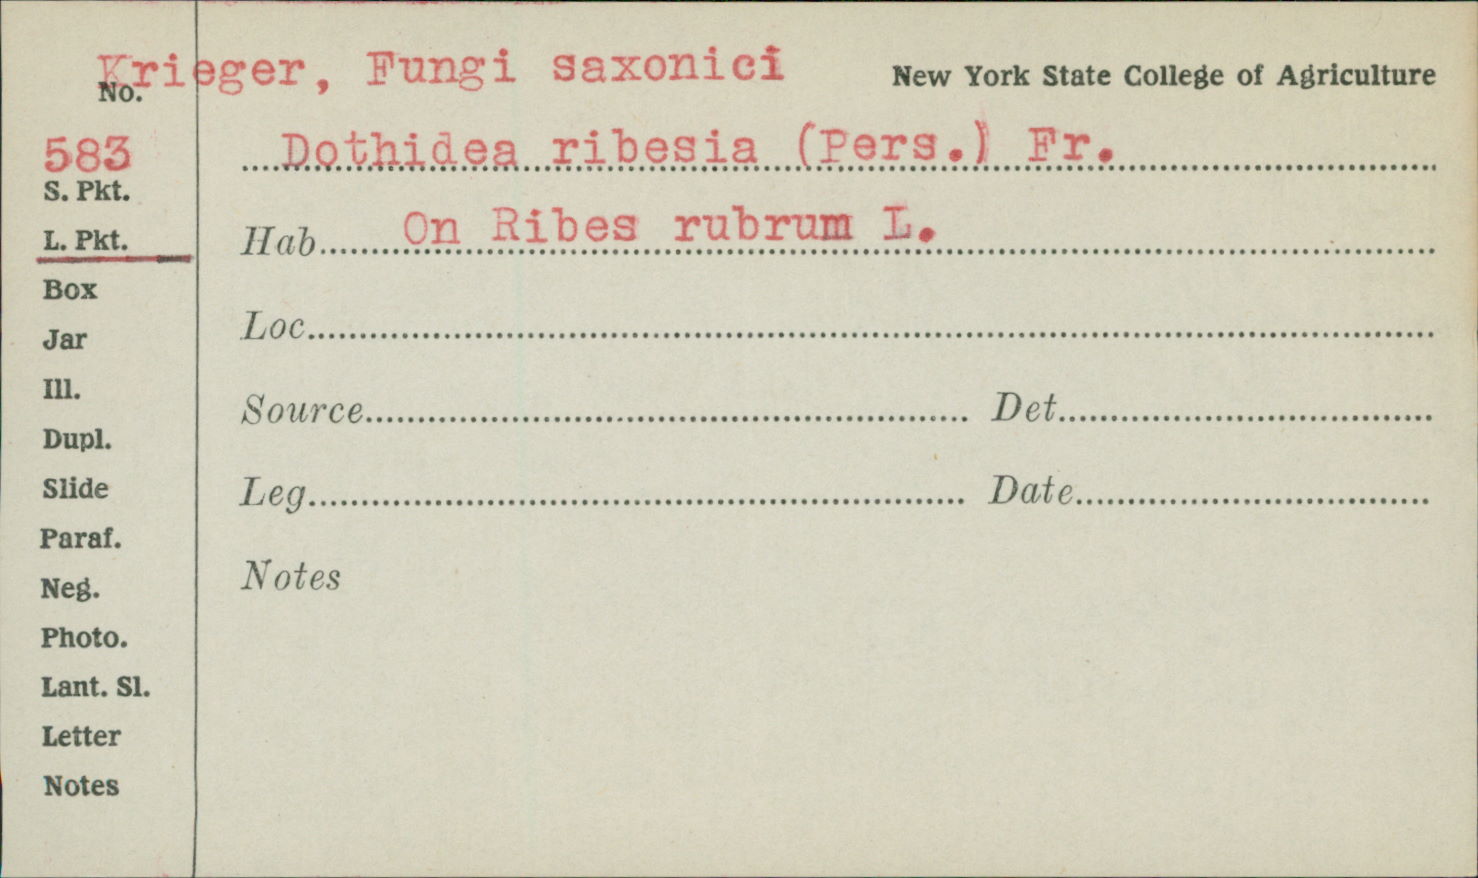 Krieger, Fungi saxonici
New York State College of Agriculture
No.
583
Dothidea ribesia (Pers.) Fr.
S. Pkt.
L. Pkt.
Hab. On Ribes rubrum L.
Box
Loc.
Jar
Ill.
Source
Det.
Dupl.
Slide
Leg.
Date
Paraf.
Neg.
Notes
Photo.
Lant. Sl.
Letter
Notes